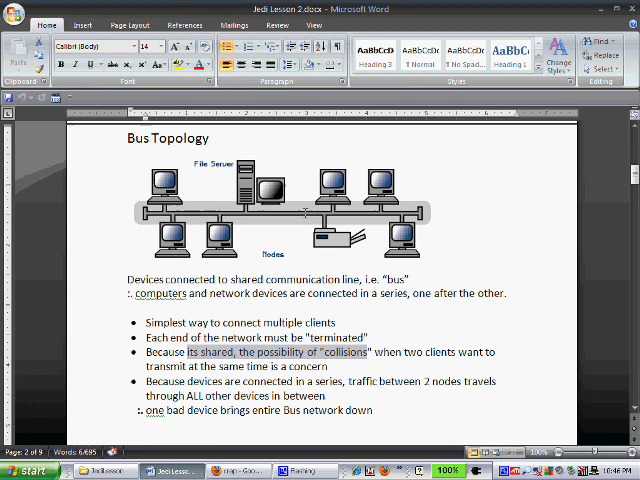 Jedi Lesson 2.docx - Microsoft Word
Home Insert Page Layout References Mailings Review View
Paste Calibri (Body) 14 AaBbCcD AaBbCcDc AaBbCcDc AaBbC Change Styles Find Replace Select
Heading 3 ¶ Normal ¶ No Spac... Heading 1
Clipboard Font Paragraph Styles Editing
Bus Topology
File Server
Nodes
Devices connected to shared communication line, i.e. “bus”
:. computers and network devices are connected in a series, one after the other.
• Simplest way to connect multiple clients
• Each end of the network must be "terminated"
• Because its shared, the possibility of "collisions" when two clients want to
transmit at the same time is a concern
• Because devices are connected in a series, traffic between 2 nodes travels
through ALL other devices in between
:. one bad device brings entire Bus network down
Page: 2 of 9 Words: 6/695 100%
start JediLesson Jedi Lesso... crap - Goo... Flashing 100% 10:46 PM